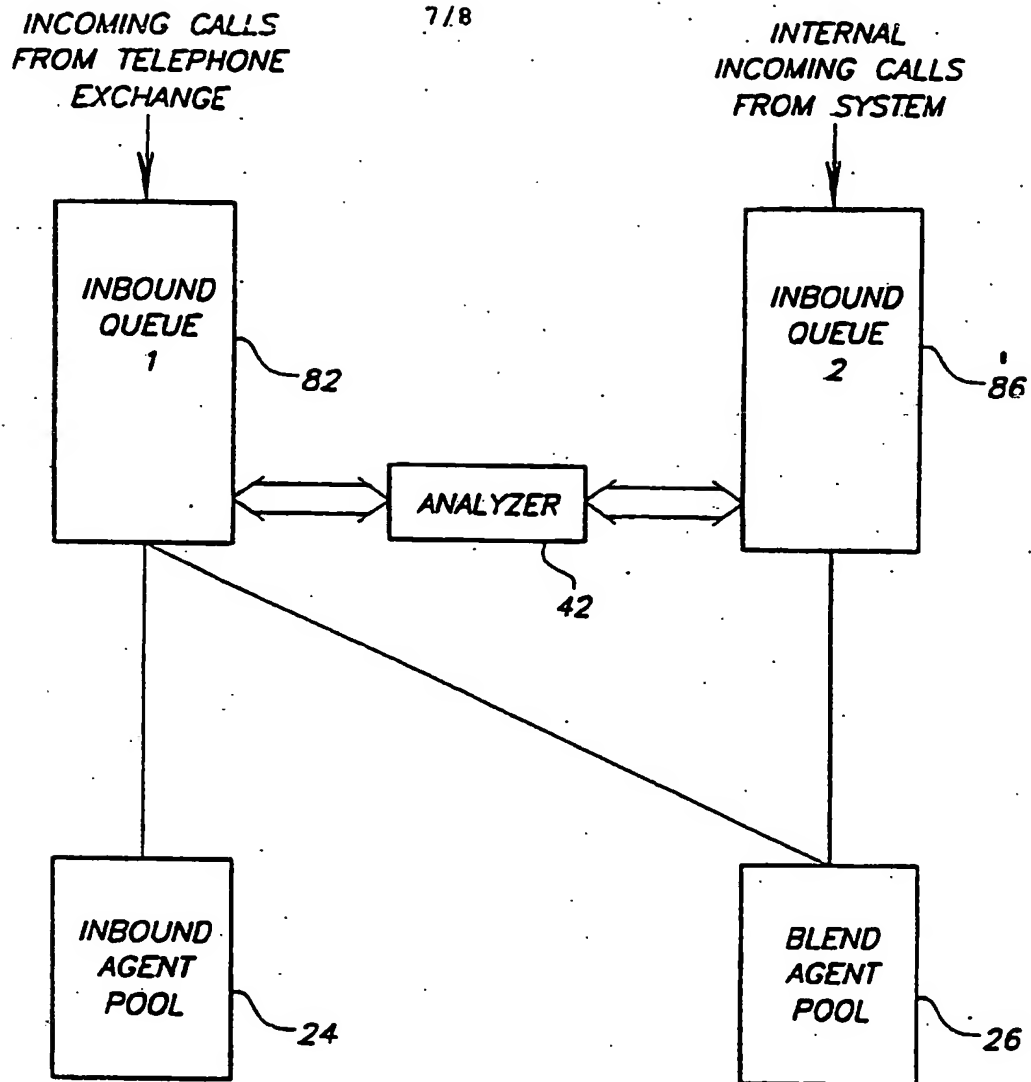 7/8
INCOMING CALLS
FROM TELEPHONE
EXCHANGE
INTERNAL
INCOMING CALLS
FROM SYSTEM
INBOUND
QUEUE
1
82
INBOUND
QUEUE
2
86
ANALYZER
42
INBOUND
AGENT
POOL
24
BLEND
AGENT
POOL
26